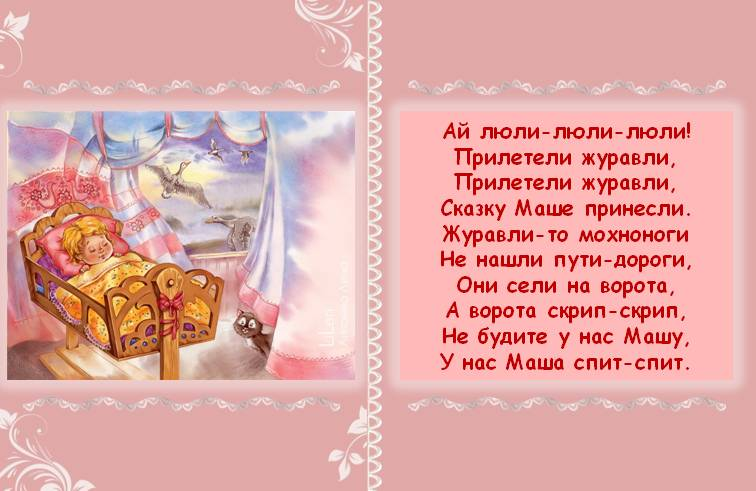 Ай люли-люли-люли!
Прилетели журавли,
Прилетели журавли,
Сказку Маше принесли.
Журавли-то мохноноги
Не нашли пути-дороги,
Они сели на ворота,
А ворота скрип-скрип,
Не будите у нас Машу,
У нас Маша спит-спит.